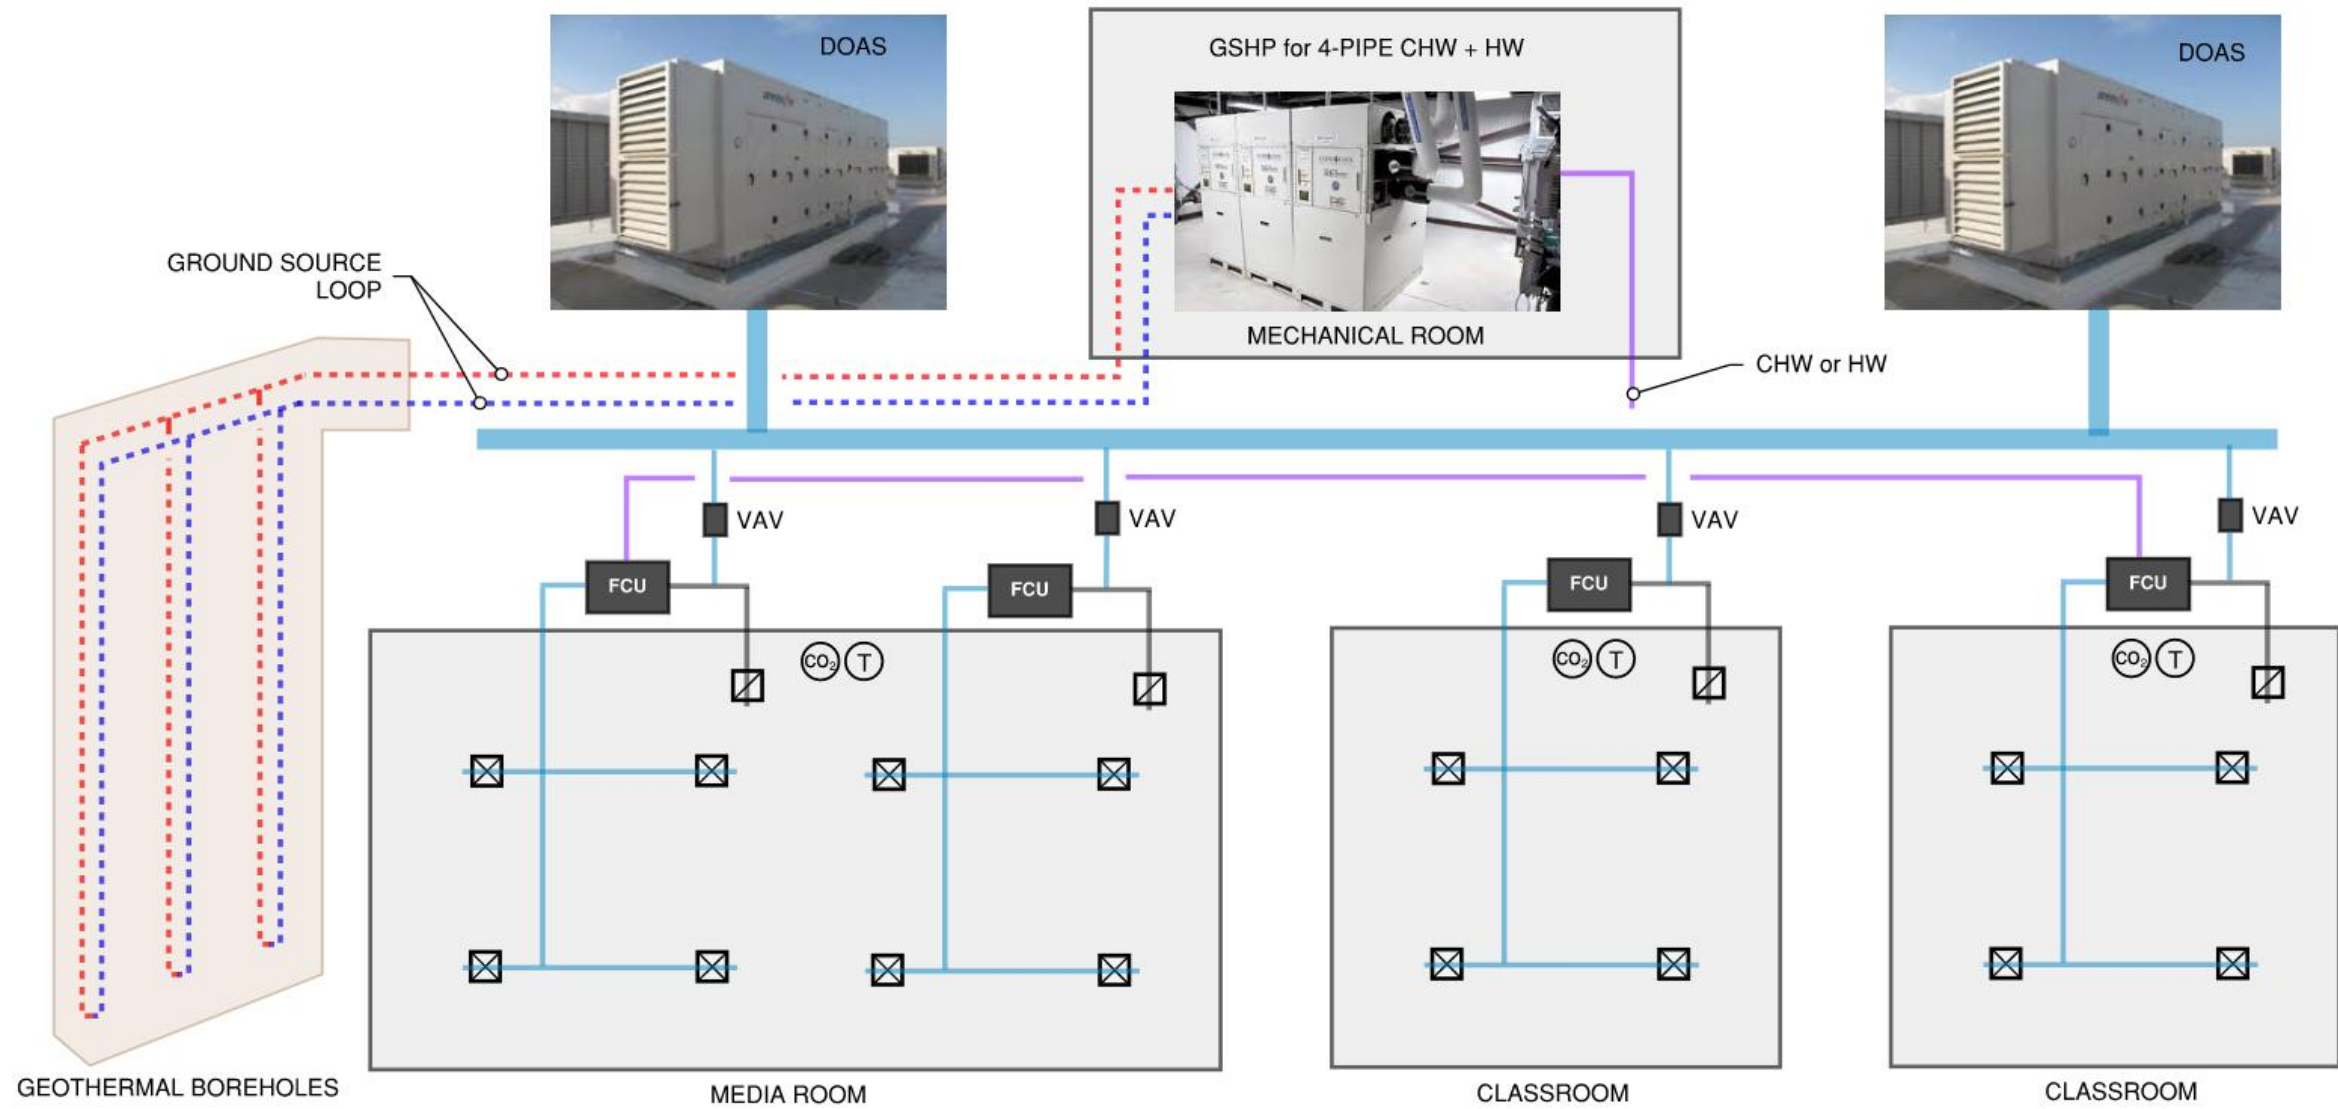 DOAS
GSHP for 4-PIPE CHW + HW
DOAS
GROUND SOURCE
LOOP
MECHANICAL ROOM
CHW or HW
VAV
VAV
VAV
VAV
FCU
FCU
FCU
FCU
CO₂ T
CO₂ T
CO₂ T
GEOTHERMAL BOREHOLES
MEDIA ROOM
CLASSROOM
CLASSROOM